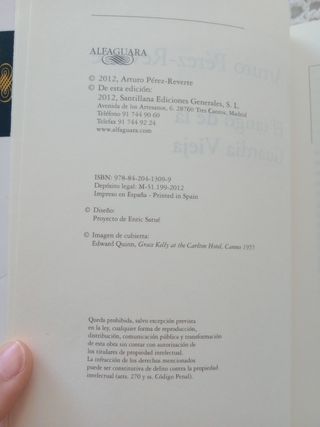 ALFAGUARA
© 2012, Arturo Pérez-Reverte
© De esta edición:
2012, Santillana Ediciones Generales, S. L.
Avenida de los Artesanos, 6. 28760 Tres Cantos, Madrid
Teléfono 91 744 90 60
Telefax 91 744 92 24
www.alfaguara.com
ISBN: 978-84-204-1309-9
Depósito legal: M-31.199-2012
Impreso en España - Printed in Spain
© Diseño:
Proyecto de Enric Satué
© Imagen de cubierta:
Edward Quinn, Grace Kelly at the Carlton Hotel. Cannes 1955
Queda prohibida, salvo excepción prevista
en la ley, cualquier forma de reproducción,
distribución, comunicación pública y transformación
de esta obra sin contar con autorización de
los titulares de propiedad intelectual.
La infracción de los derechos mencionados
puede ser constitutiva de delito contra la propiedad
intelectual (arts. 270 y ss. Código Penal).